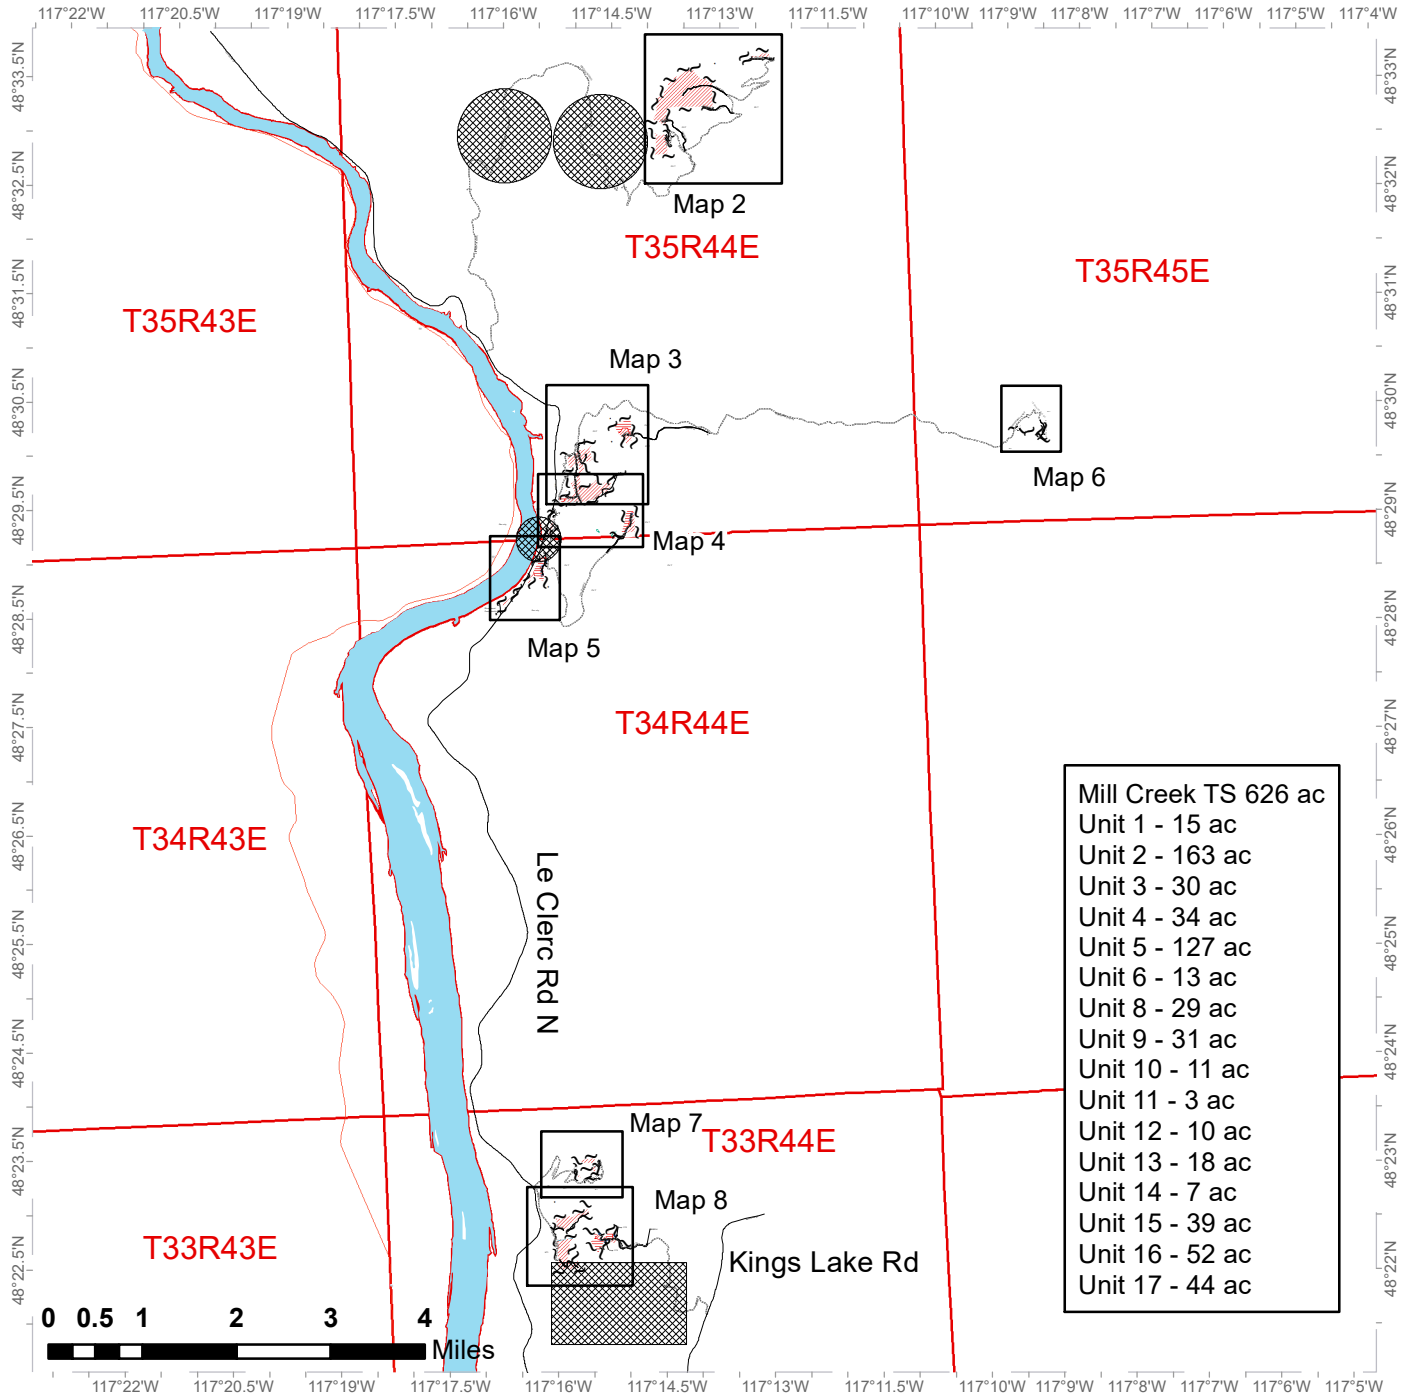 117°22'W 117°20.5'W 117°19'W 117°17.5'W 117°16'W 117°14.5'W 117°13'W 117°11.5'W 117°10'W 117°9'W 117°8'W 117°7'W 117°6'W 117°5'W 117°4'W
48°33.5'N
48°32.5'N
48°31.5'N
48°30.5'N
48°29.5'N
48°28.5'N
48°27.5'N
48°26.5'N
48°25.5'N
48°24.5'N
48°23.5'N
48°22.5'N
48°33'N
48°32'N
48°31'N
48°30'N
48°29'N
48°28'N
48°27'N
48°26'N
48°25'N
48°24'N
48°23'N
48°22'N
Map 2
T35R44E
T35R45E
T35R43E
Map 3
Map 6
Map 4
Map 5
T34R44E
T34R43E
Le Clerc Rd N
Mill Creek TS 626 ac
Unit 1 - 15 ac
Unit 2 - 163 ac
Unit 3 - 30 ac
Unit 4 - 34 ac
Unit 5 - 127 ac
Unit 6 - 13 ac
Unit 8 - 29 ac
Unit 9 - 31 ac
Unit 10 - 11 ac
Unit 11 - 3 ac
Unit 12 - 10 ac
Unit 13 - 18 ac
Unit 14 - 7 ac
Unit 15 - 39 ac
Unit 16 - 52 ac
Unit 17 - 44 ac
Map 7
T33R44E
Map 8
T33R43E
Kings Lake Rd
0 0.5 1 2 3 4
Miles
117°22'W 117°20.5'W 117°19'W 117°17.5'W 117°16'W 117°14.5'W 117°13'W 117°11.5'W 117°10'W 117°9'W 117°8'W 117°7'W 117°6'W 117°5'W